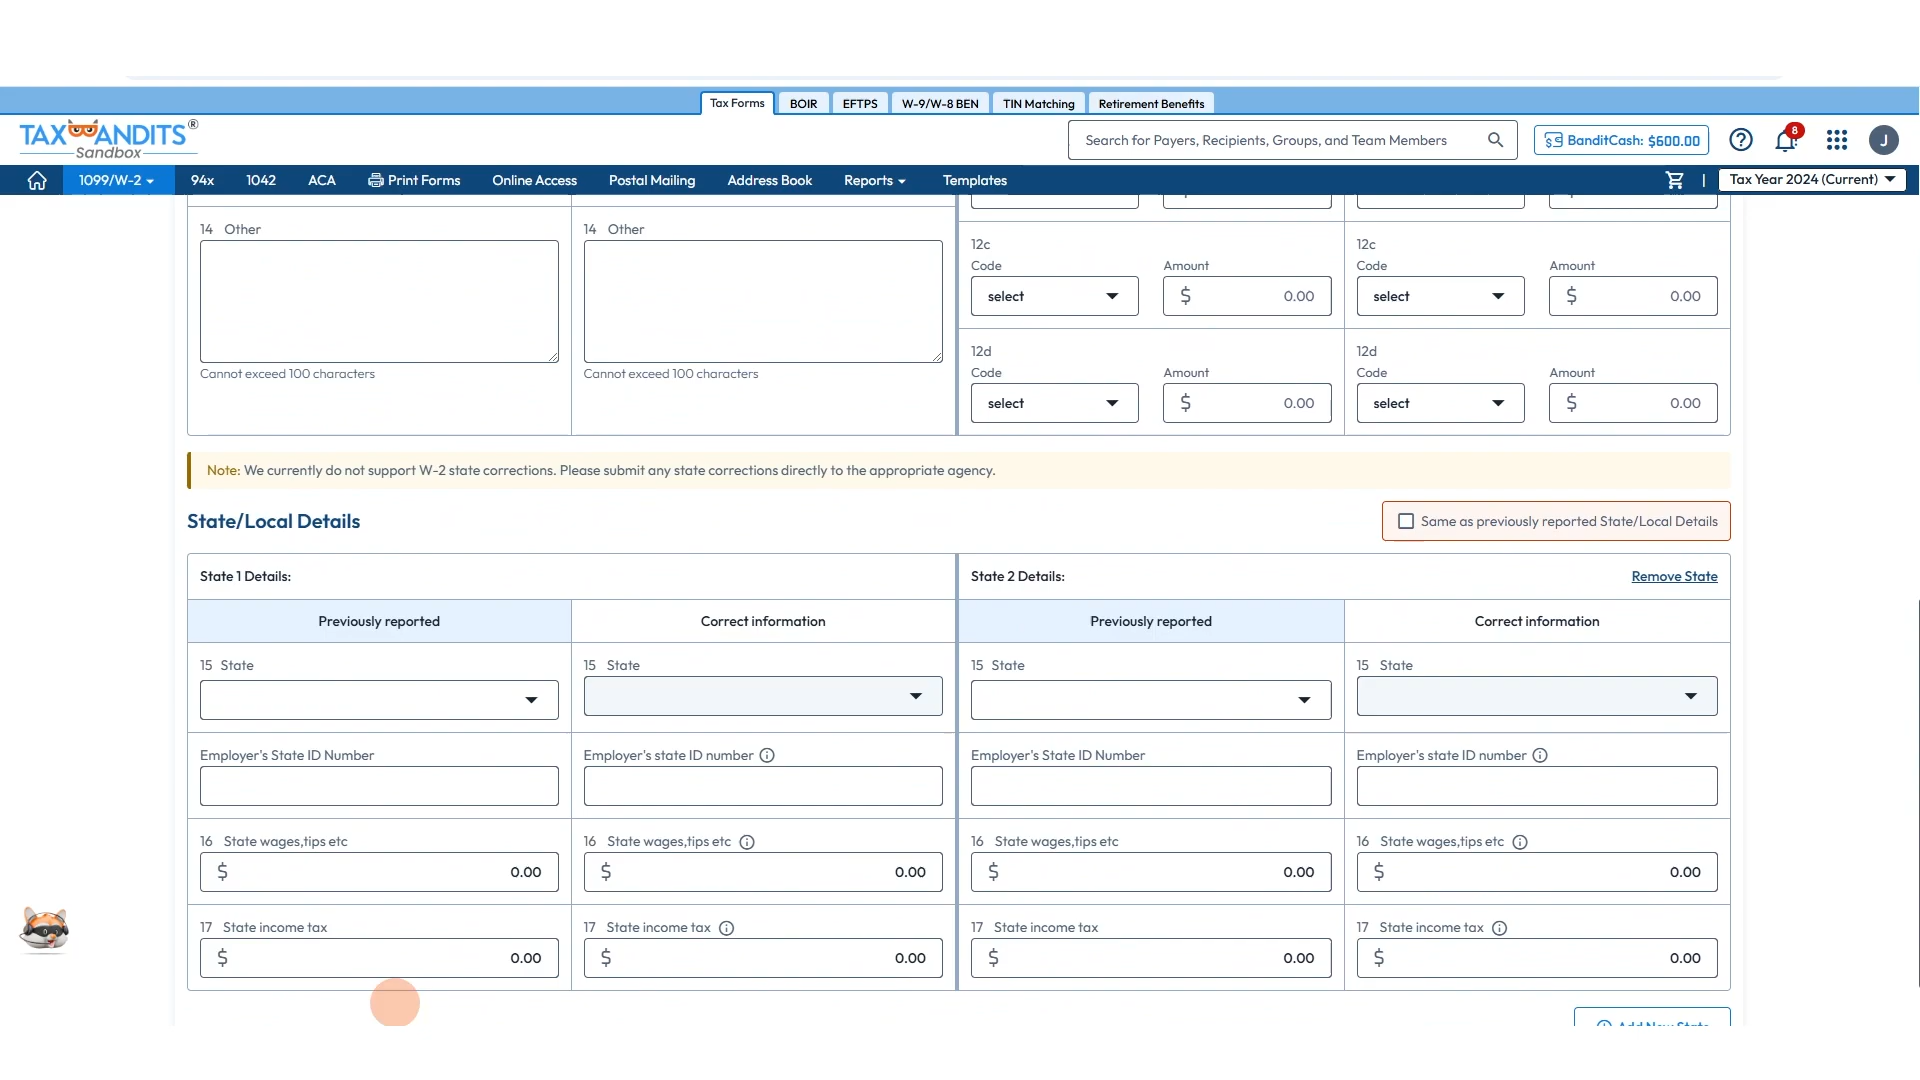 Tax Forms
BOIR
EFTPS
W-9/W-8 BEN
TIN Matching
Retirement Benefits
TAX ANDITS®
Sandbox
Search for Payers, Recipients, Groups, and Team Members
BanditCash: $600.00
8
J
1099/W-2
94x
1042
ACA
Print Forms
Online Access
Postal Mailing
Address Book
Reports
Templates
|
Tax Year 2024 (Current)
14 Other
14 Other
Cannot exceed 100 characters
Cannot exceed 100 characters
12c
12c
Code Amount
Code Amount
select $ 0.00
select $ 0.00
12d
12d
Code Amount
Code Amount
select $ 0.00
select $ 0.00
Note: We currently do not support W-2 state corrections. Please submit any state corrections directly to the appropriate agency.
State/Local Details
Same as previously reported State/Local Details
State 1 Details:
State 2 Details:
Remove State
Previously reported
Correct information
Previously reported
Correct information
15 State
15 State
15 State
15 State
Employer's State ID Number
Employer's state ID number
Employer's State ID Number
Employer's state ID number
16 State wages,tips etc
16 State wages,tips etc
16 State wages,tips etc
16 State wages,tips etc
$ 0.00
$ 0.00
$ 0.00
$ 0.00
17 State income tax
17 State income tax
17 State income tax
17 State income tax
$ 0.00
$ 0.00
$ 0.00
$ 0.00
Add New State